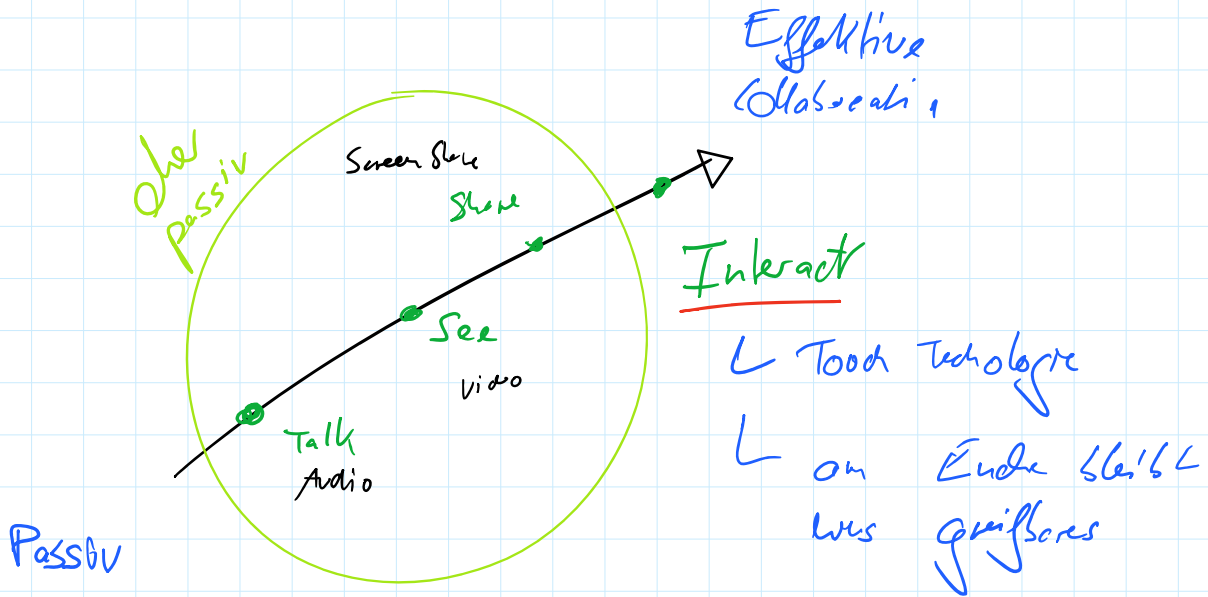 Effektive
Collaboration
eher
passiv
Screen Share
Share
Interact
See
Video
└ Touch Techologie
Talk
Audio
└ am Ende bleibt
was greifbares
Passiv